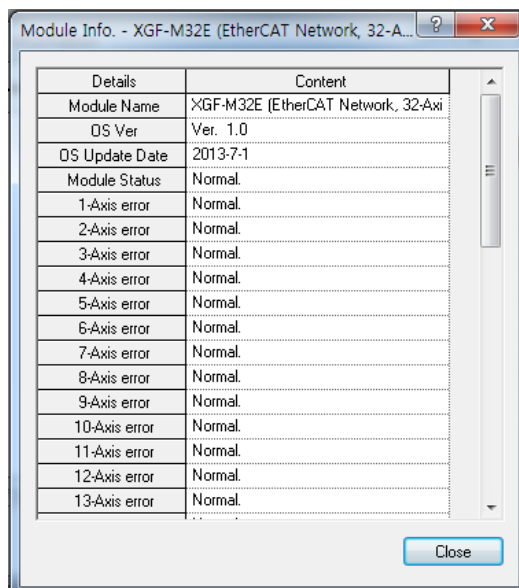 Module Info. - XGF-M32E (EtherCAT Network, 32-A...
Details Content
Module Name XGF-M32E (EtherCAT Network, 32-Axi
OS Ver Ver. 1.0
OS Update Date 2013-7-1
Module Status Normal.
1-Axis error Normal.
2-Axis error Normal.
3-Axis error Normal.
4-Axis error Normal.
5-Axis error Normal.
6-Axis error Normal.
7-Axis error Normal.
8-Axis error Normal.
9-Axis error Normal.
10-Axis error Normal.
11-Axis error Normal.
12-Axis error Normal.
13-Axis error Normal.
Close